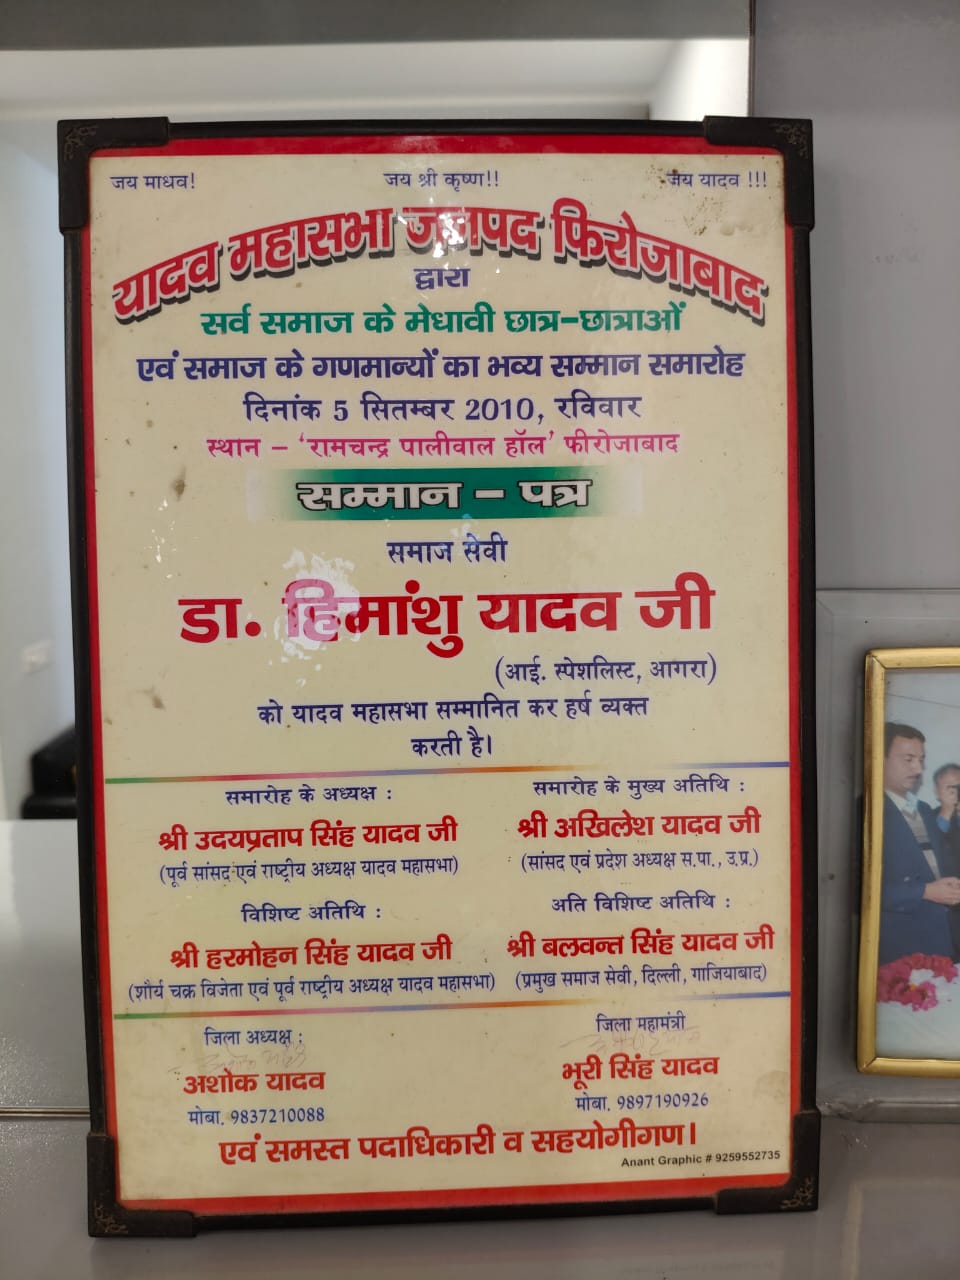 जय माधव! जय श्री कृष्ण!! जय यादव !!!
यादव महासभा जनपद फिरोजाबाद
द्वारा
सर्व समाज के मेधावी छात्र-छात्राओं
एवं समाज के गणमान्यों का भव्य सम्मान समारोह
दिनांक 5 सितम्बर 2010, रविवार
स्थान - 'रामचन्द्र पालीवाल हॉल' फीरोजाबाद
सम्मान - पत्र
समाज सेवी
डा. हिमांशु यादव जी
(आई. स्पेशलिस्ट, आगरा)
को यादव महासभा सम्मानित कर हर्ष व्यक्त
करती है।
समारोह के अध्यक्ष : समारोह के मुख्य अतिथि :
श्री उदयप्रताप सिंह यादव जी श्री अखिलेश यादव जी
(पूर्व सांसद एवं राष्ट्रीय अध्यक्ष यादव महासभा) (सांसद एवं प्रदेश अध्यक्ष स.पा., उ.प्र.)
विशिष्ट अतिथि : अति विशिष्ट अतिथि :
श्री हरमोहन सिंह यादव जी श्री बलवन्त सिंह यादव जी
(शौर्य चक्र विजेता एवं पूर्व राष्ट्रीय अध्यक्ष यादव महासभा) (प्रमुख समाज सेवी, दिल्ली, गाजियाबाद)
जिला अध्यक्ष : जिला महामंत्री
अशोक यादव भूरी सिंह यादव
मोबा. 9837210088 मोबा. 9897190926
एवं समस्त पदाधिकारी व सहयोगीगण।
Anant Graphic # 9259552735